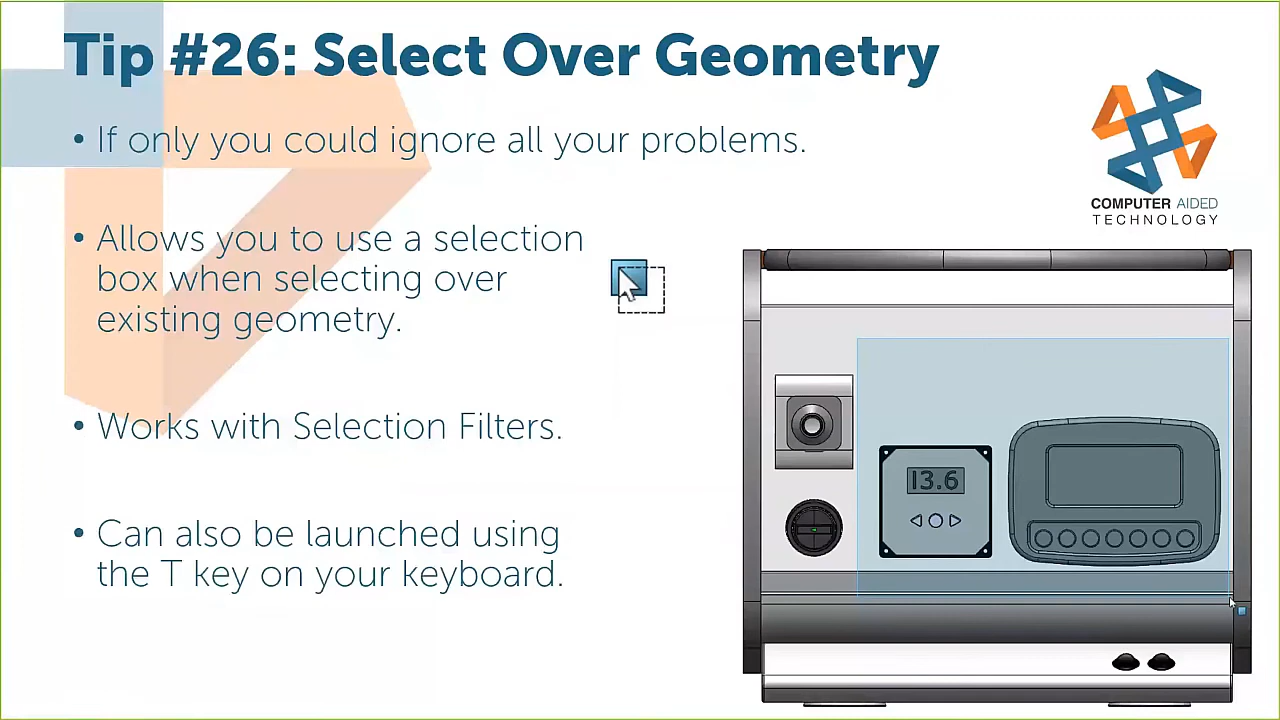 Tip #26: Select Over Geometry
• If only you could ignore all your problems.
• Allows you to use a selection
box when selecting over
existing geometry.
• Works with Selection Filters.
• Can also be launched using
the T key on your keyboard.
COMPUTER AIDED
TECHNOLOGY
13.6